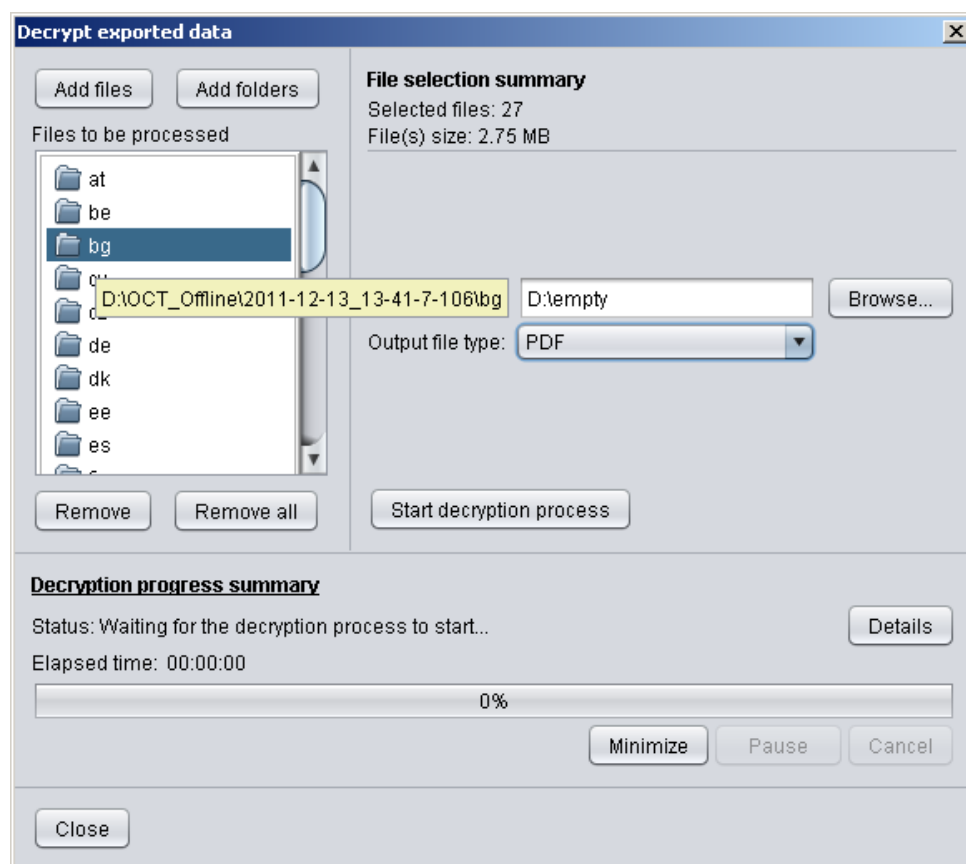 Decrypt exported data
Add files
Add folders
Files to be processed
at
be
bg
D:\OCT_Offline\2011-12-13_13-41-7-106\bg
de
dk
ee
es
Remove
Remove all
File selection summary
Selected files: 27
File(s) size: 2.75 MB
D:\empty
Browse...
Output file type:
PDF
Start decryption process
Decryption progress summary
Status: Waiting for the decryption process to start...
Details
Elapsed time: 00:00:00
0%
Minimize
Pause
Cancel
Close